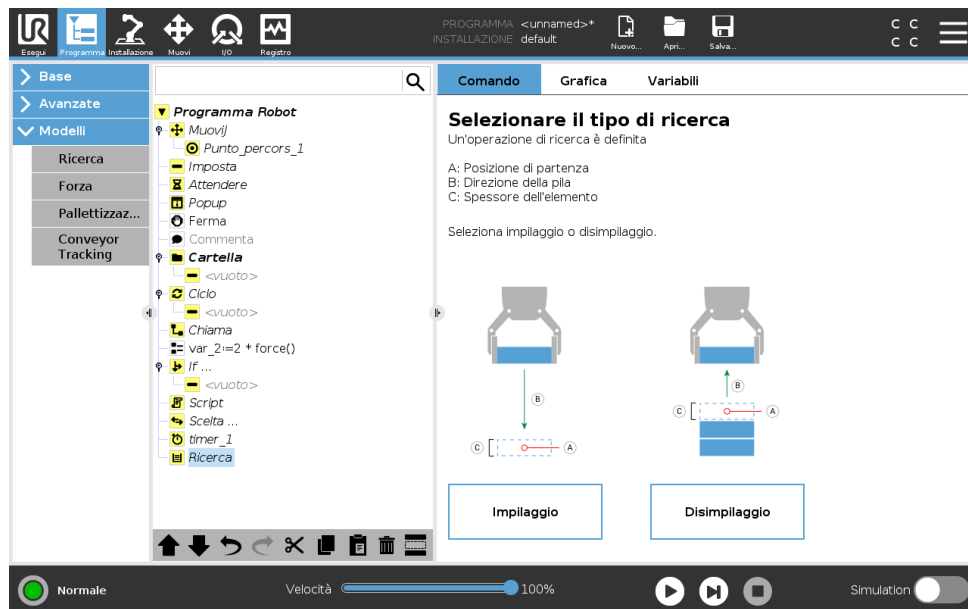 PROGRAMMA <unnamed>*
INSTALLAZIONE default
Esegui Programma Installazione Muovi I/O Registro
Nuovo... Apri... Salva...
C C
C C
Base
Avanzate
Modelli
Ricerca
Forza
Pallettizzaz...
Conveyor
Tracking
Programma Robot
MuoviJ
Punto_percors_1
Imposta
Attendere
Popup
Ferma
Commenta
Cartella
<vuoto>
Ciclo
<vuoto>
Chiama
var_2:=2 * force()
If ...
<vuoto>
Script
Scelta ...
timer_1
Ricerca
Comando Grafica Variabili
Selezionare il tipo di ricerca
Un'operazione di ricerca è definita
A: Posizione di partenza
B: Direzione della pila
C: Spessore dell'elemento
Seleziona impilaggio o disimpilaggio.
B
C A
B
C A
Impilaggio
Disimpilaggio
Normale
Velocità 100%
Simulation